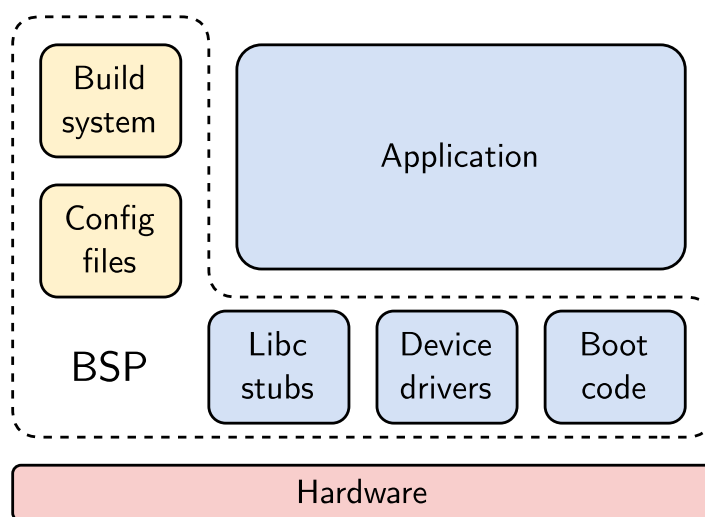 Build
system
Application
Config
files
BSP
Libc
stubs
Device
drivers
Boot
code
Hardware